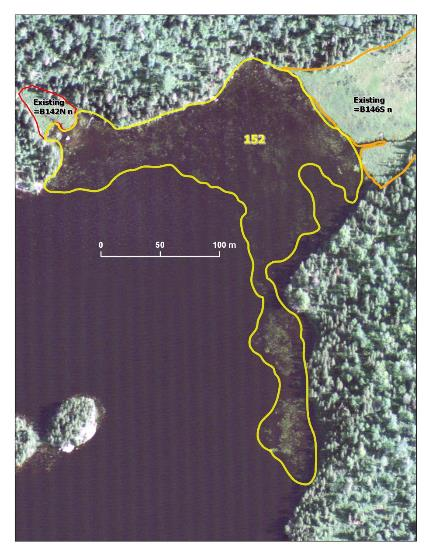 Existing
=B142N n
Existing
=B146S n
152
0 50 100 m